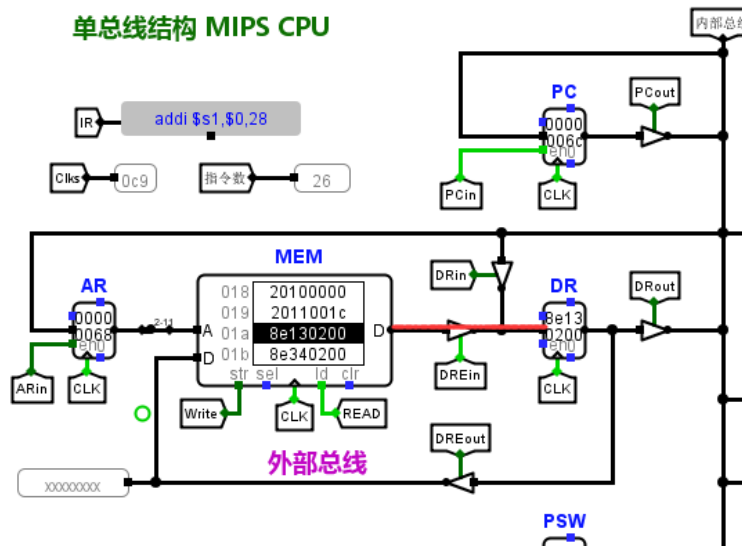 单总线结构 MIPS CPU
内部总线
PC
PCout
IR
addi $s1,$0,28
0000
006c
en0
Clks
0c9
指令数
26
PCin
CLK
MEM
AR
DRin
DR
DRout
018 20100000
019 2011001c
01a 8e130200
01b 8e340200
0000
0068
en0
2-11
A
D
D
8e13
0200
en0
str sel ld clr
ARin
CLK
Write
CLK
READ
DREin
CLK
DREout
外部总线
xxxxxxxx
PSW